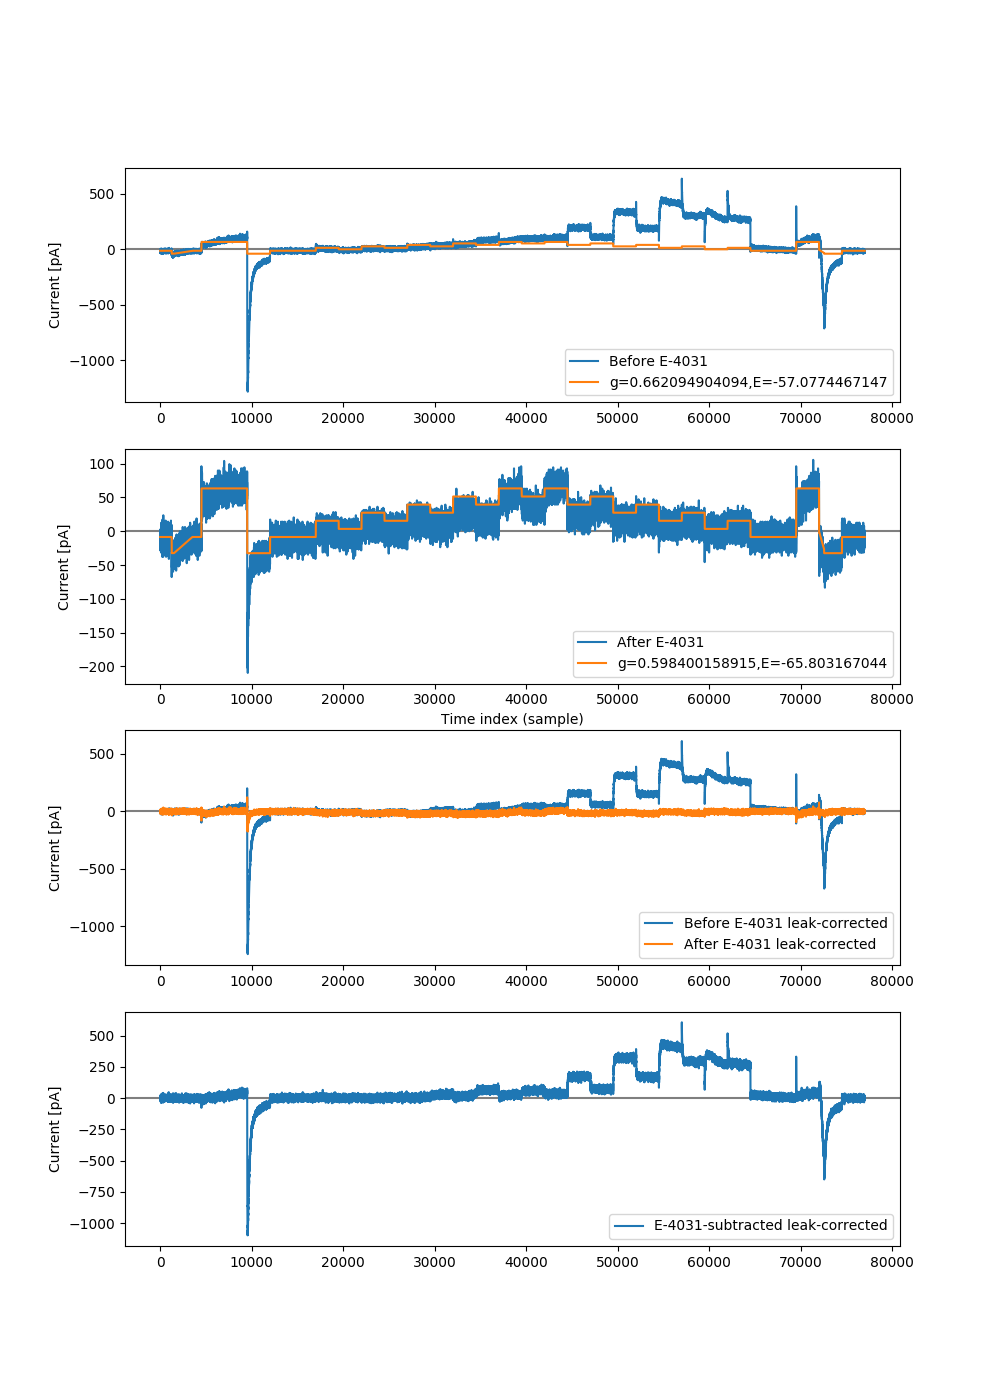 500
0
−500
−1000
Current [pA]
Before E-4031
g=0.662094904094,E=-57.0774467147
0 10000 20000 30000 40000 50000 60000 70000 80000
100
50
0
−50
−100
−150
−200
Current [pA]
After E-4031
g=0.598400158915,E=-65.803167044
0 10000 20000 30000 40000 50000 60000 70000 80000
Time index (sample)
500
0
−500
−1000
Current [pA]
Before E-4031 leak-corrected
After E-4031 leak-corrected
0 10000 20000 30000 40000 50000 60000 70000 80000
500
250
0
−250
−500
−750
−1000
Current [pA]
E-4031-subtracted leak-corrected
0 10000 20000 30000 40000 50000 60000 70000 80000